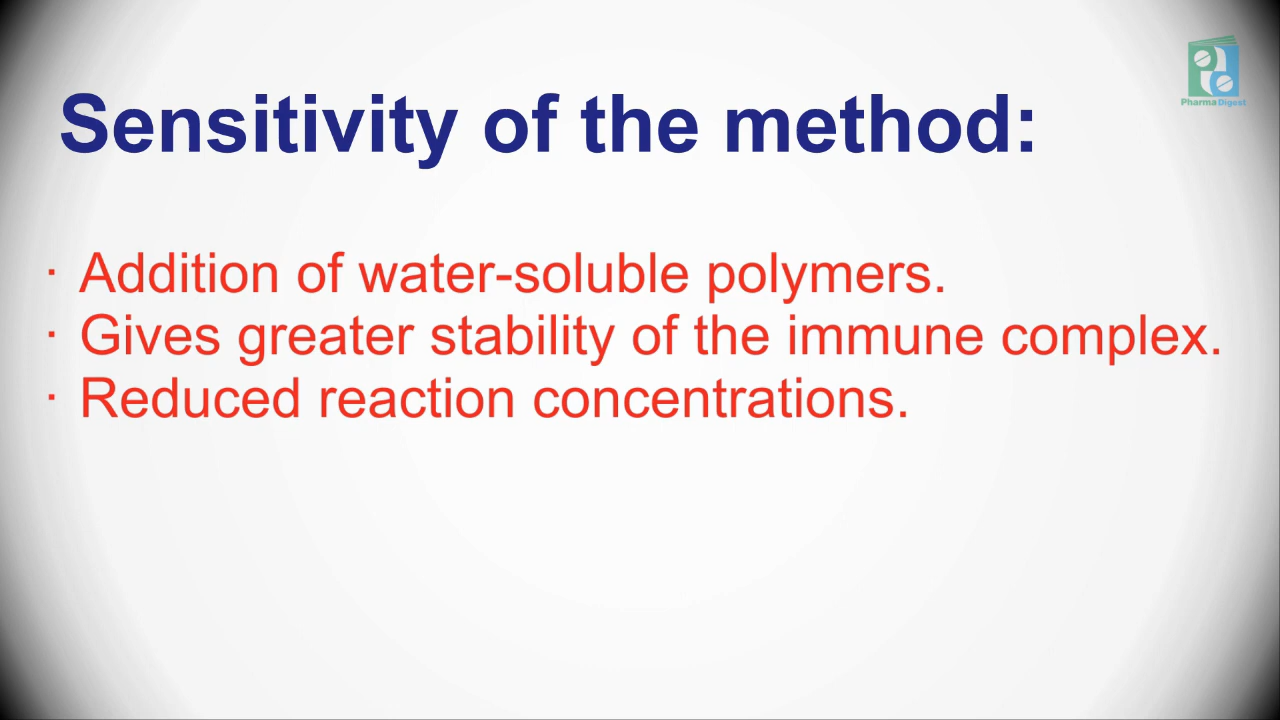 Pharma Digest
Sensitivity of the method:
· Addition of water-soluble polymers.
· Gives greater stability of the immune complex.
· Reduced reaction concentrations.